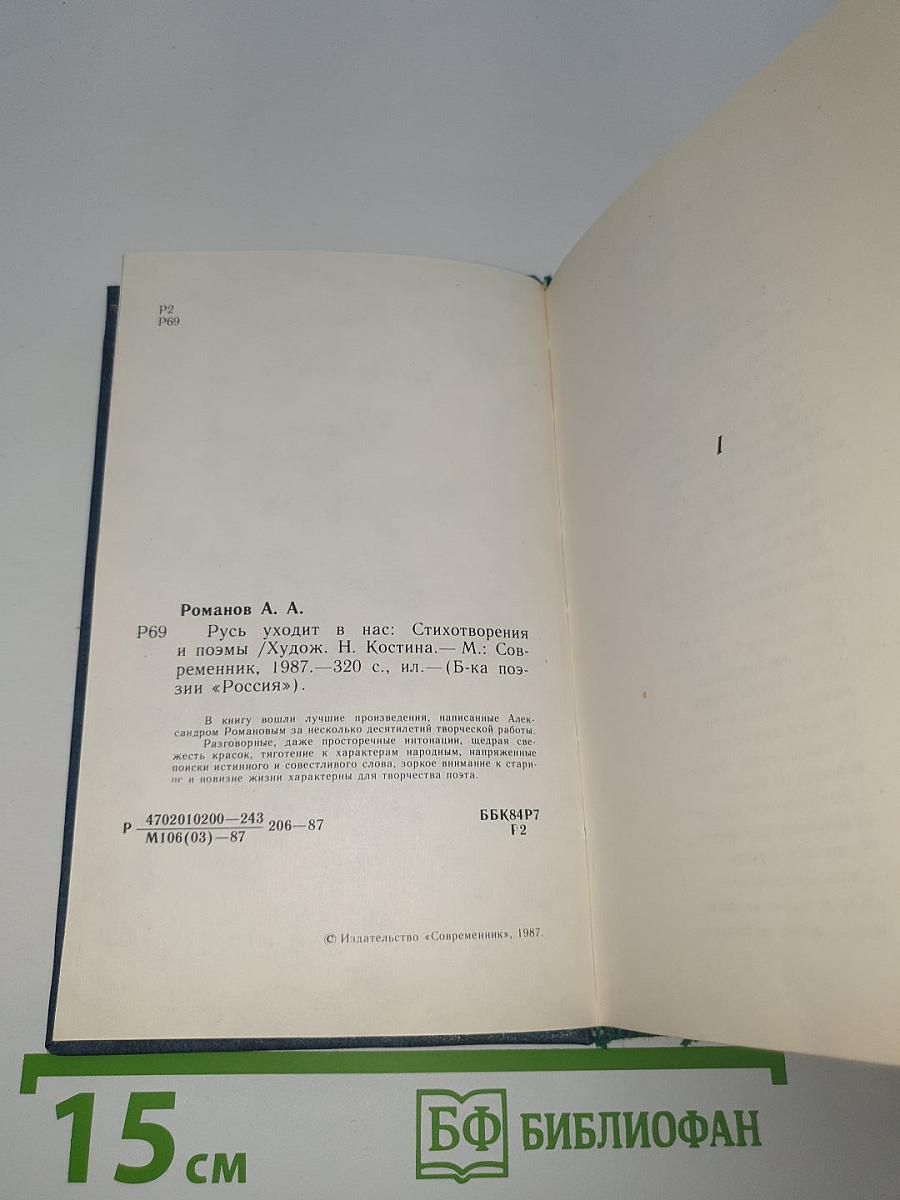 Р2
Р69
Романов А. А.
Р69 Русь уходит в нас: Стихотворения
и поэмы /Худож. Н. Костина.— М.: Сов-
ременник, 1987.—320 с., ил.—(Б-ка поэ-
зии «Россия»).
В книгу вошли лучшие произведения, написанные Алек-
сандром Романовым за несколько десятилетий творческой работы.
Разговорные, даже просторечные интонации, щедрая све-
жесть красок, тяготение к характерам народным, напряженные
поиски истинного и совестливого слова, зоркое внимание к стари-
не и новизне жизни характерны для творчества поэта.
Р 4702010200—243 206—87
М106(03)—87
ББК84Р7
Р2
© Издательство «Современник», 1987.
I
15 см
БФ БИБЛИОФАН